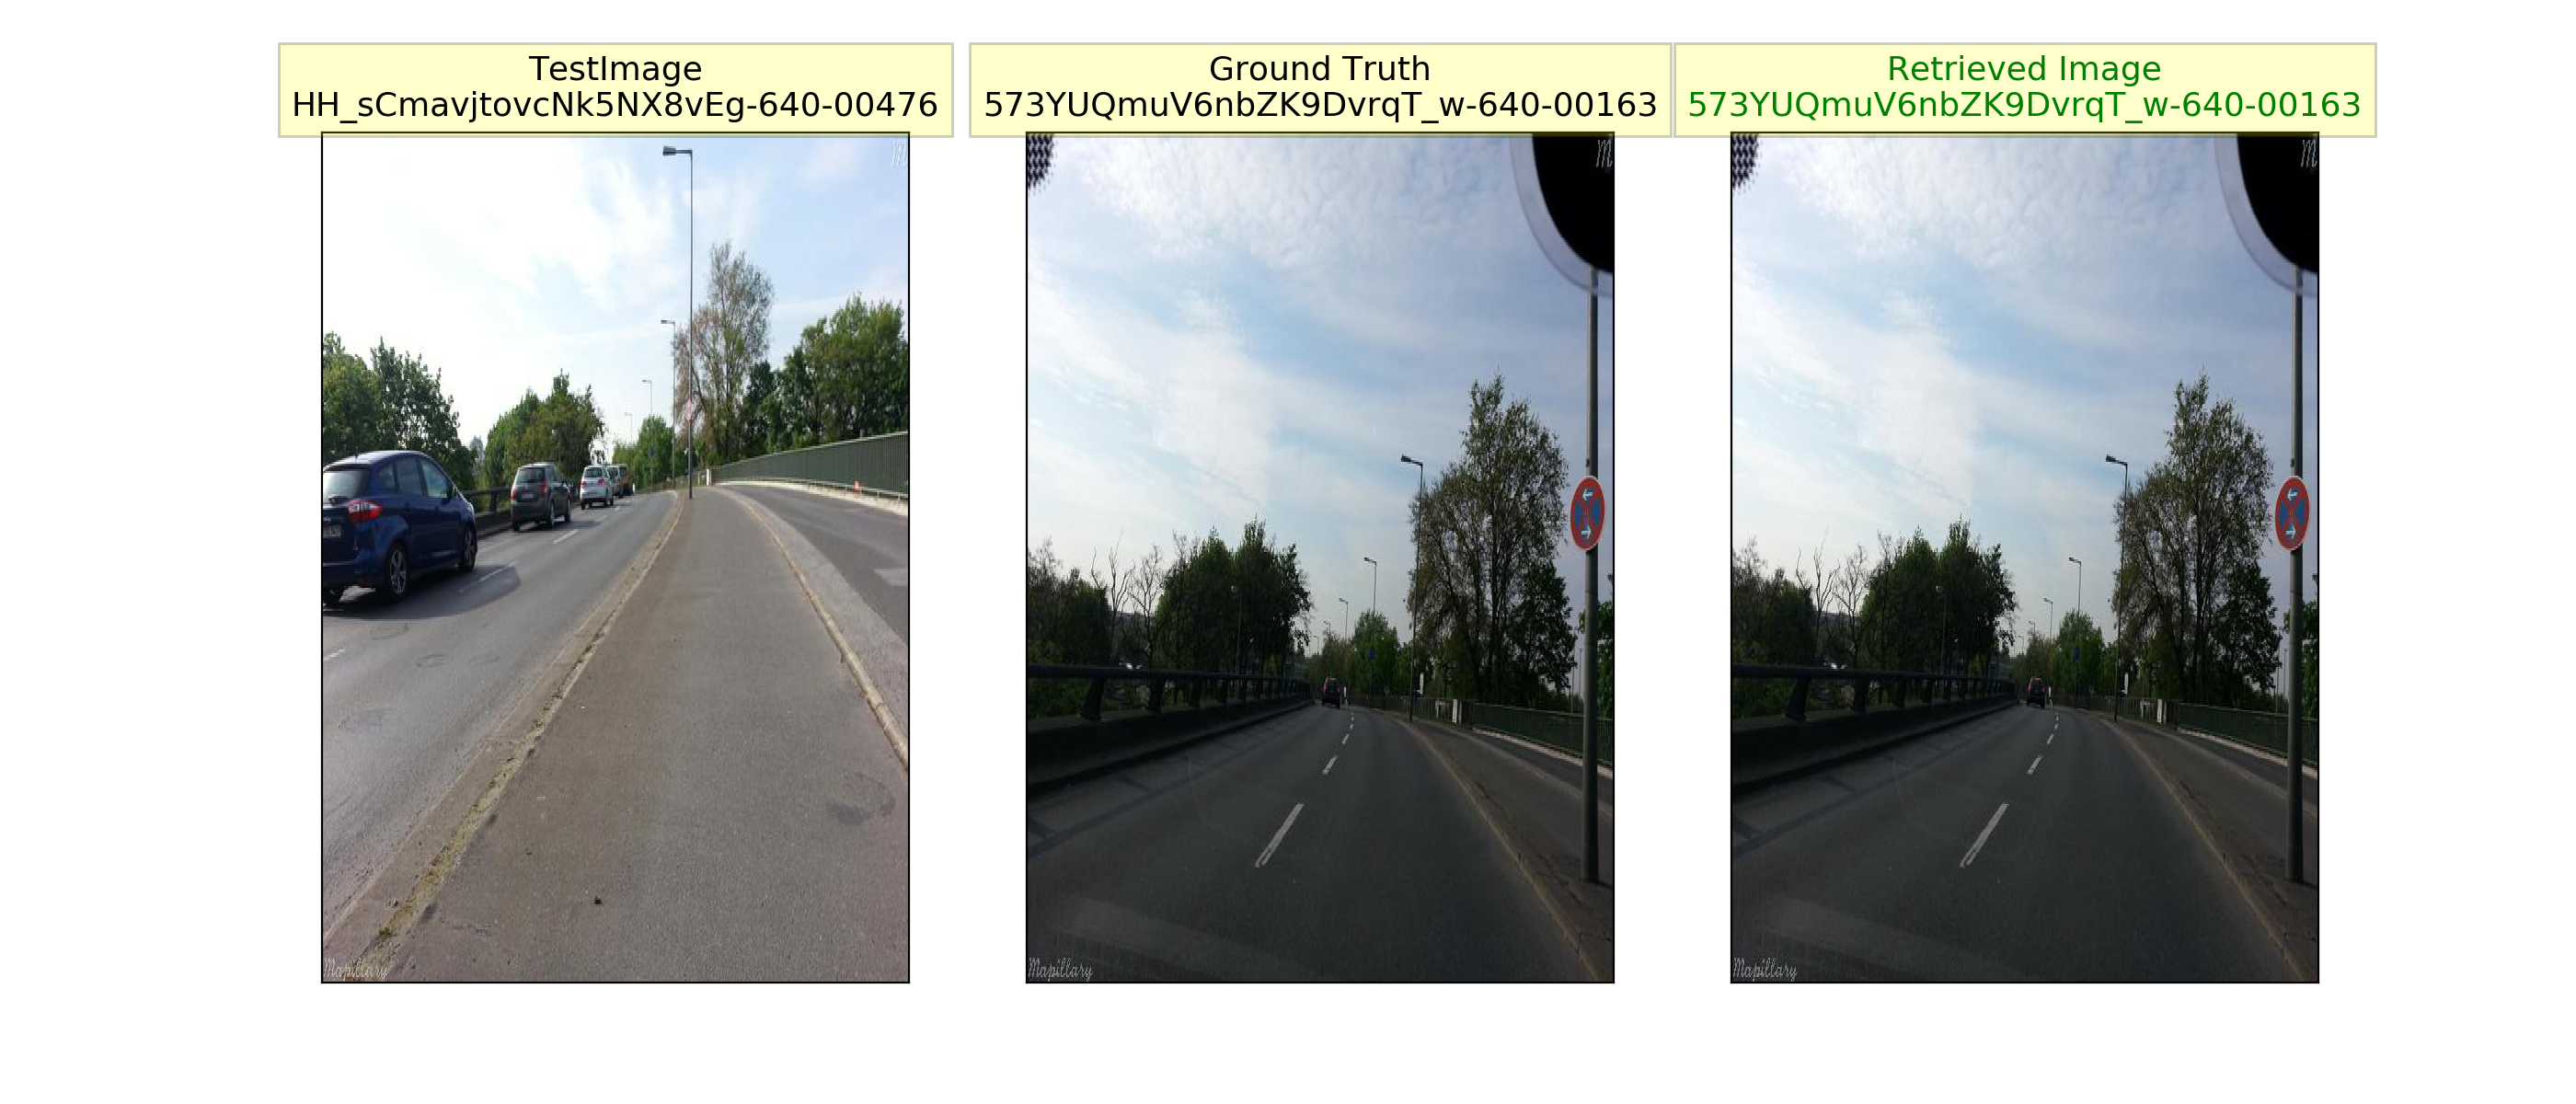 TestImage
HH_sCmavjtovcNk5NX8vEg-640-00476
Ground Truth
573YUQmuV6nbZK9DvrqT_w-640-00163
Retrieved Image
573YUQmuV6nbZK9DvrqT_w-640-00163
M
M
M
Mapillary
Mapillary
Mapillary